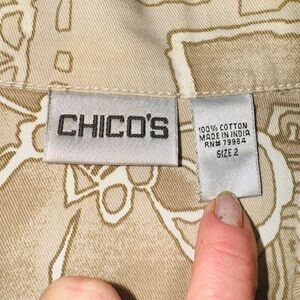 CHICO'S
100% COTTON
MADE IN INDIA
RN# 79984
SIZE 2